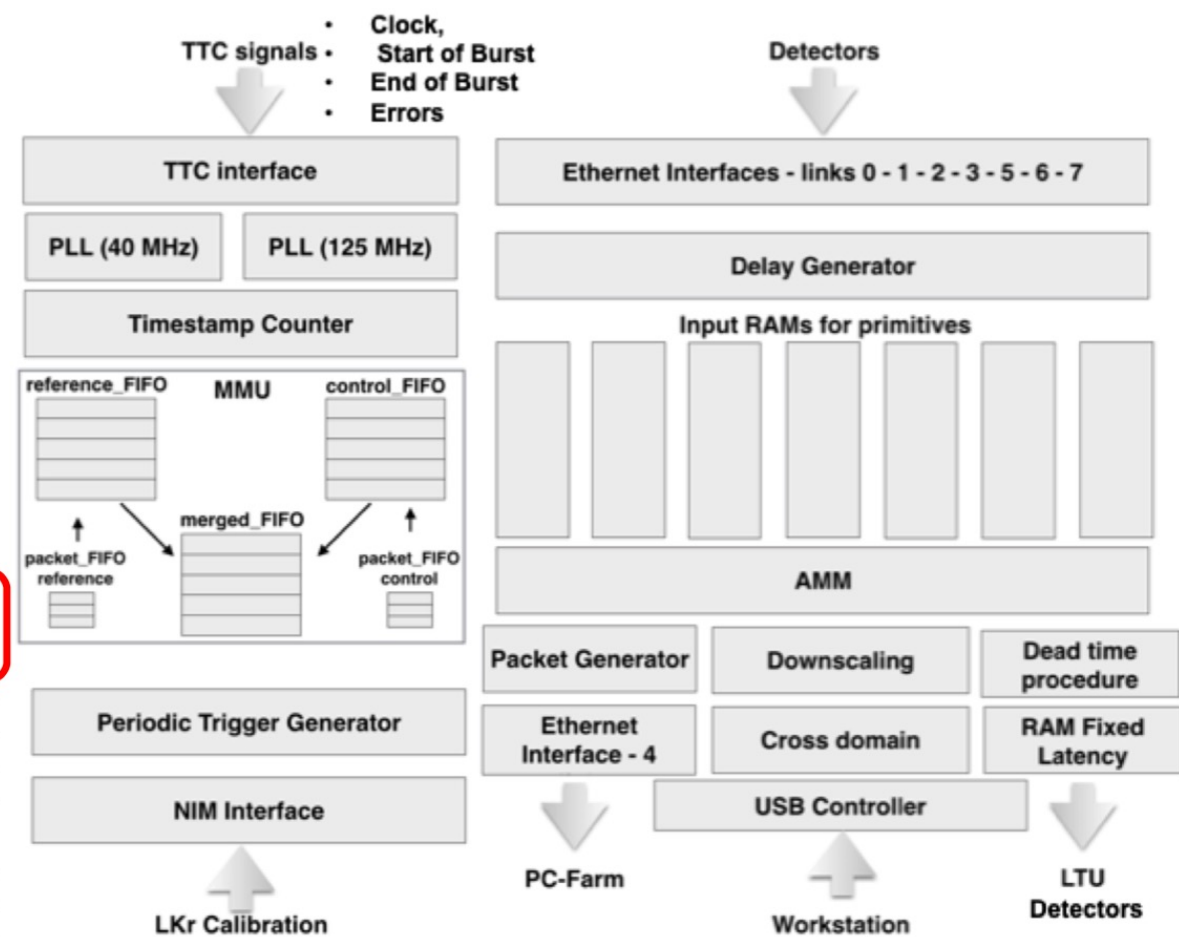 TTC signals
• Clock,
• Start of Burst
• End of Burst
• Errors
Detectors
TTC interface
Ethernet Interfaces - links 0 - 1 - 2 - 3 - 5 - 6 - 7
PLL (40 MHz)
PLL (125 MHz)
Delay Generator
Timestamp Counter
Input RAMs for primitives
reference_FIFO
MMU
control_FIFO
merged_FIFO
packet_FIFO
reference
packet_FIFO
control
AMM
Packet Generator
Downscaling
Dead time
procedure
Periodic Trigger Generator
Ethernet
Interface - 4
Cross domain
RAM Fixed
Latency
NIM Interface
USB Controller
PC-Farm
LTU
Detectors
LKr Calibration
Workstation